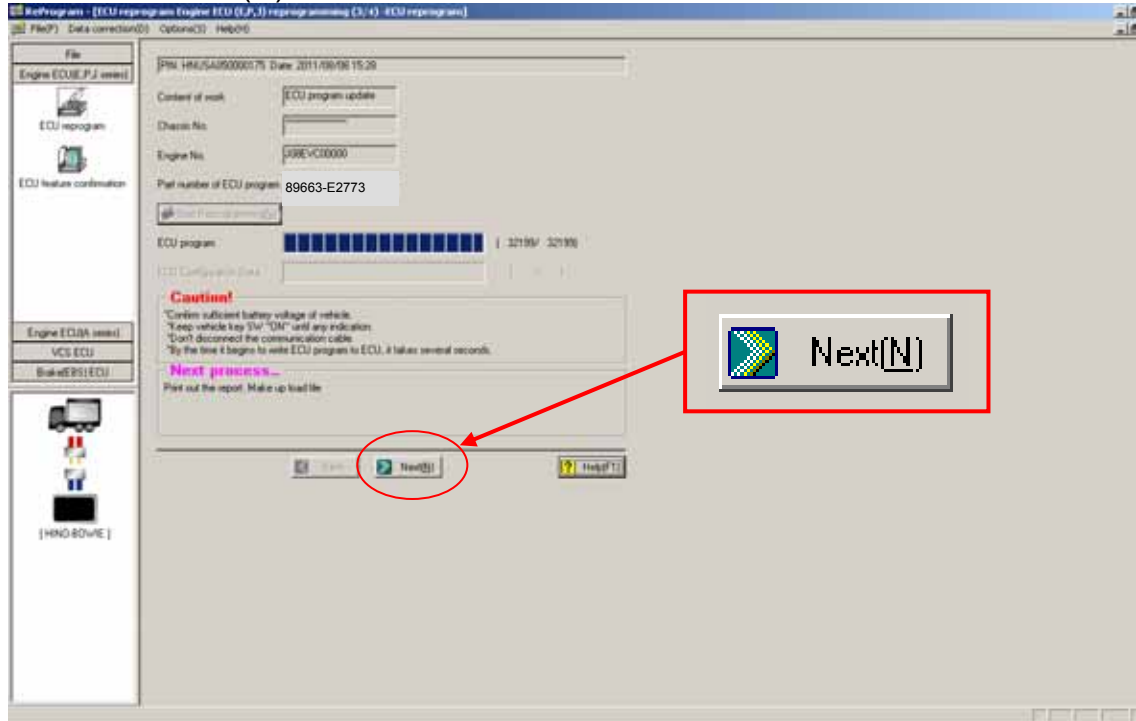 ReProgram - [ECU reprogram Engine ECU (E,P,J) reprogramming (3/4) -ECU reprogram]
File(F) Data correction(D) Options(S) Help(H)
File
Engine ECU(E,P,J series)
ECU reprogram
ECU feature confirmation
Engine ECU(A series)
VCS ECU
Brake(EBS) ECU
[ HINO-BOWIE ]
PIN: HNUSA050000175 Date: 2011/08/08 15:28
Content of work ECU program update
Chassis No.
Engine No. J08EVC00000
Part number of ECU program 89663-E2773
Start Reprogramming
ECU program [ 32199/ 32199]
ECU Configuration Data
Caution!
*Confirm sufficient battery voltage of vehicle.
*Keep vehicle key SW "ON" until any indication.
*Don't disconnect the communication cable.
*By the time it begins to write ECU program to ECU, it takes several seconds.
Next process...
Print out the report. Make up load file
Next(N)
Help(F1)
Next(N)